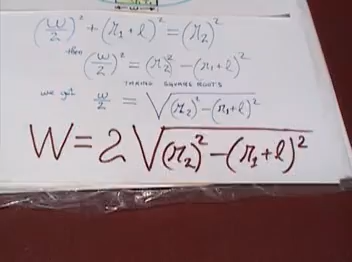 (w/2)² + (r₁+l)² = (r₂)²
then
(w/2)² = (r₂)² − (r₁+l)²
TAKING SQUARE ROOTS
we get w/2 = √((r₂)² − (r₁+l)²)
W = 2√((r₂)² − (r₁+l)²)